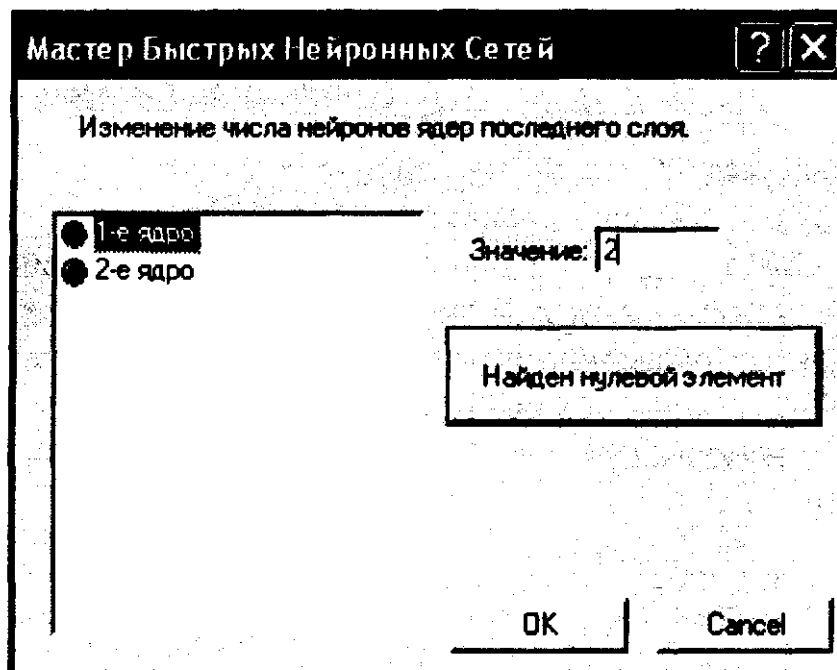 Мастер Быстрых Нейронных Сетей
Изменение числа нейронов ядер последнего слоя.
1-е ядро
2-е ядро
Значение: 2
Найден нулевой элемент
OK
Cancel